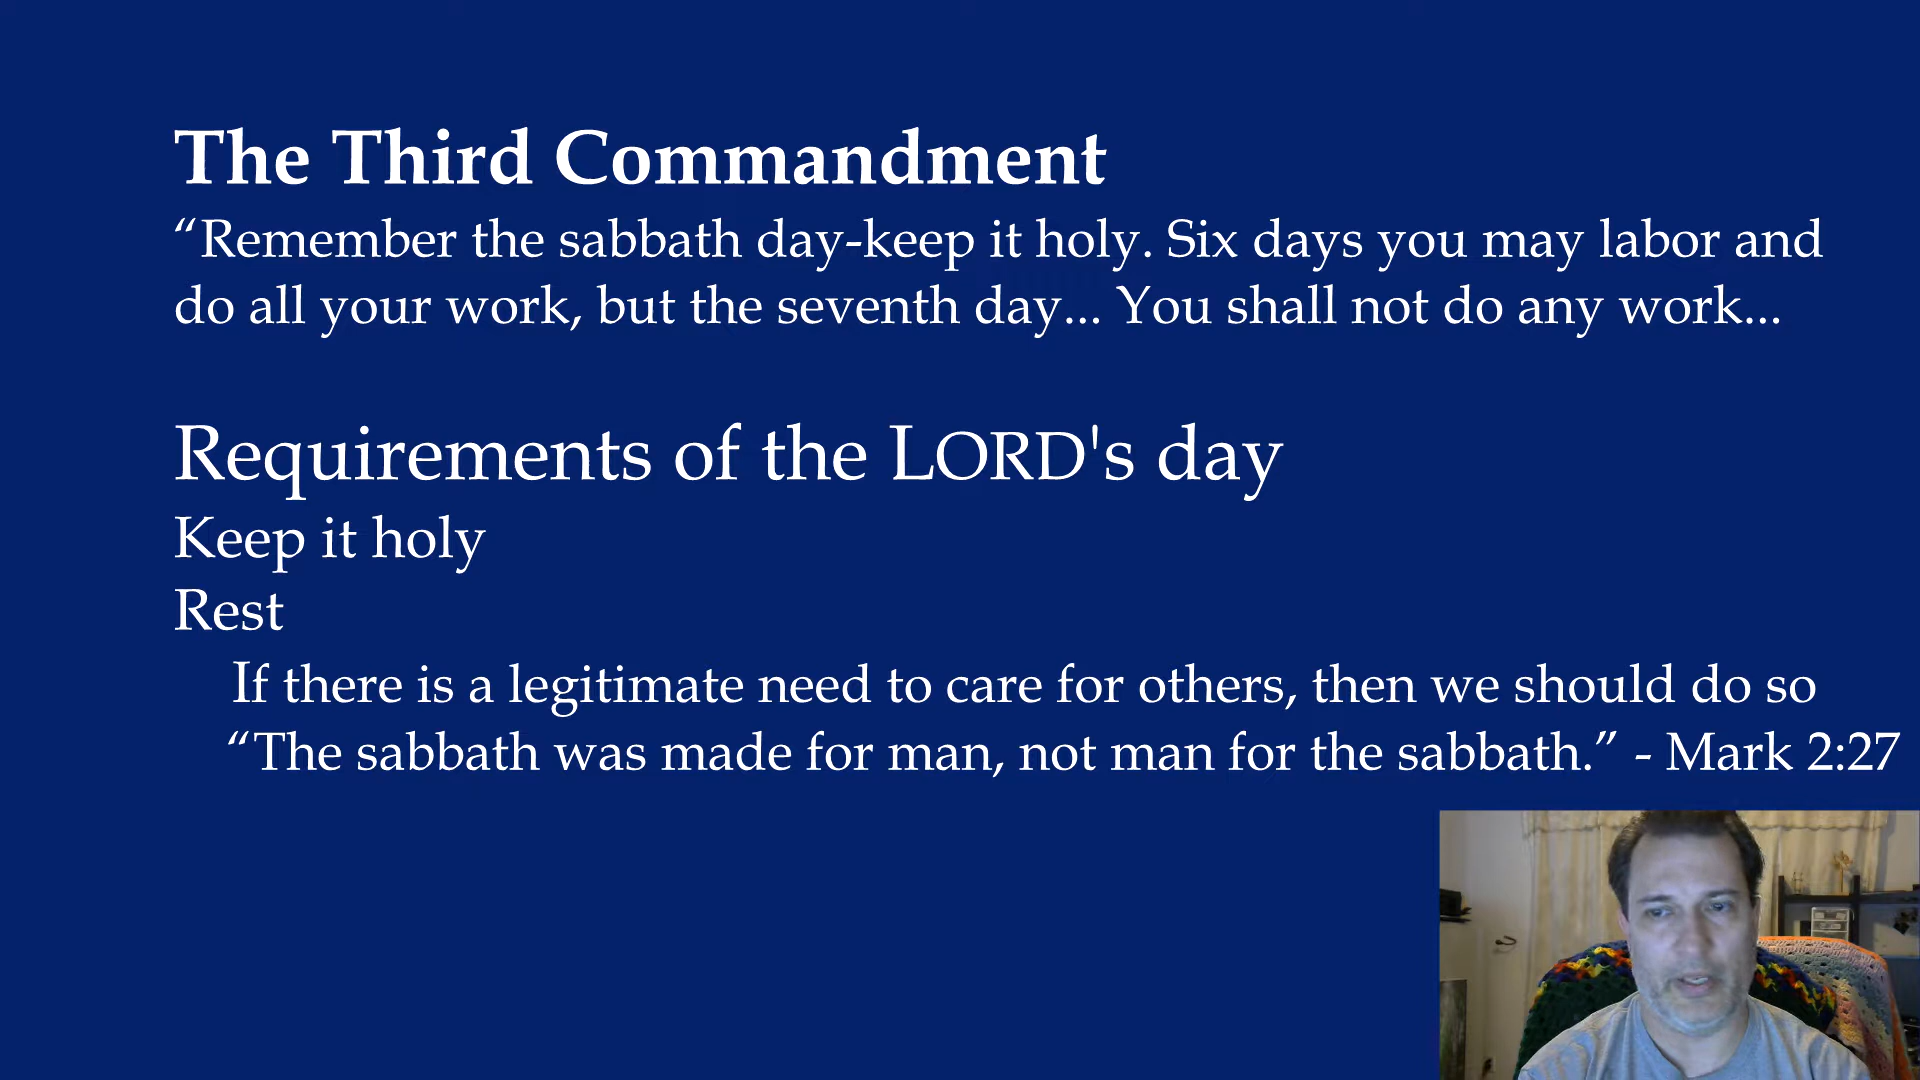 The Third Commandment
“Remember the sabbath day-keep it holy. Six days you may labor and
do all your work, but the seventh day... You shall not do any work...
Requirements of the LORD's day
Keep it holy
Rest
If there is a legitimate need to care for others, then we should do so
“The sabbath was made for man, not man for the sabbath.” - Mark 2:27